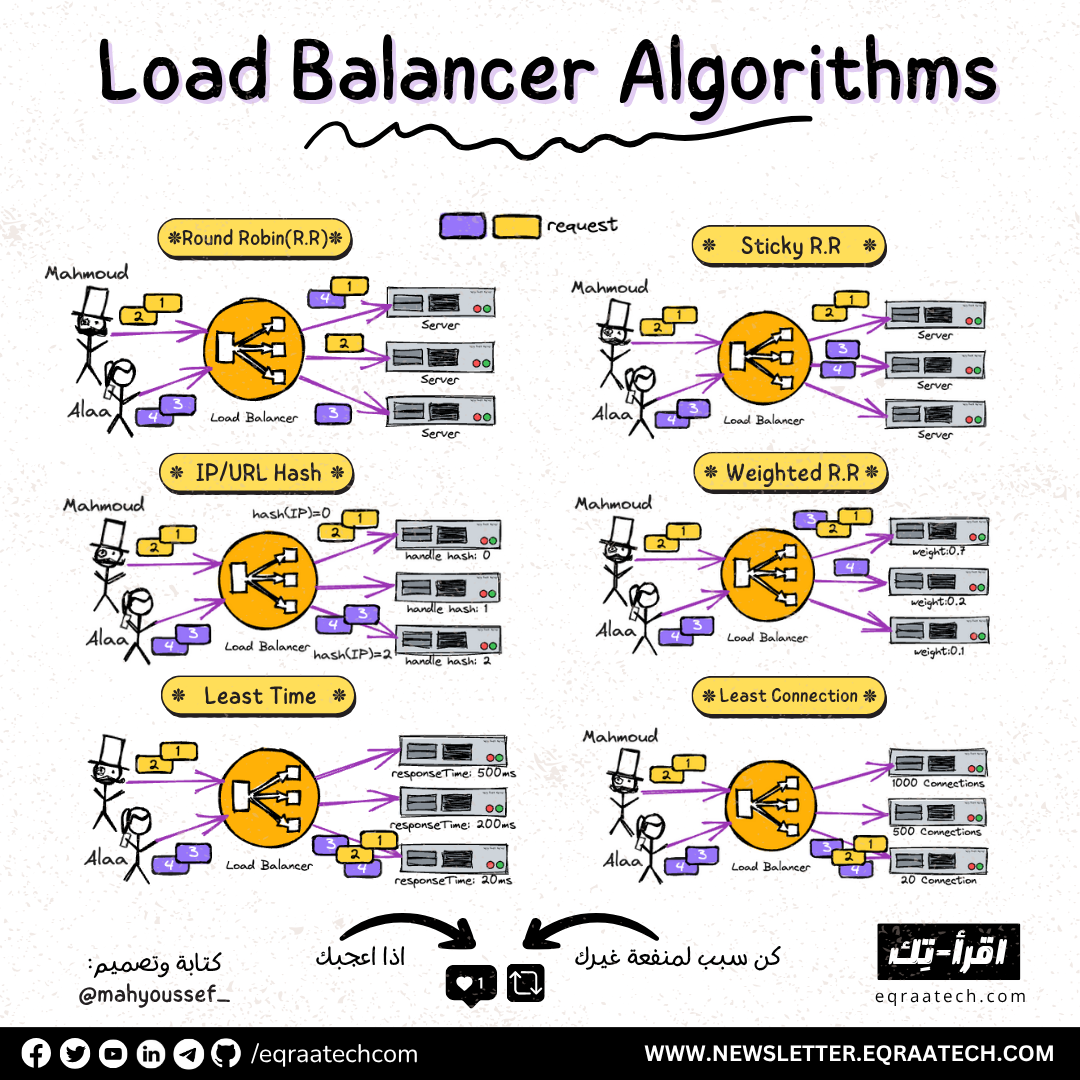 Load Balancer Algorithms
request
Round Robin(R.R)
Mahmoud
1
2
1
4
Server
2
Server
Alaa
3
4
Load Balancer
3
Server
Sticky R.R
Mahmoud
1
2
1
2
Server
3
4
Server
Alaa
3
4
Load Balancer
Server
IP/URL Hash
Mahmoud
hash(IP)=0
1
2
1
2
handle hash: 0
handle hash: 1
Alaa
3
4
3
4
Load Balancer
hash(IP)=2
handle hash: 2
Weighted R.R
Mahmoud
1
2
3
1
2
weight:0.7
4
weight:0.2
Alaa
3
4
Load Balancer
weight:0.1
Least Time
1
2
responseTime: 500ms
responseTime: 200ms
Alaa
3
4
Load Balancer
3
1
2
4
responseTime: 20ms
Least Connection
Mahmoud
1
2
1000 Connections
500 Connections
Alaa
3
4
Load Balancer
3
1
2
4
20 Connection
كتابة وتصميم:
@mahyoussef_
اذا اعجبك
1
كن سبب لمنفعة غيرك
اقرأ-تِك
eqraatech.com
/eqraatechcom
WWW.NEWSLETTER.EQRAATECH.COM